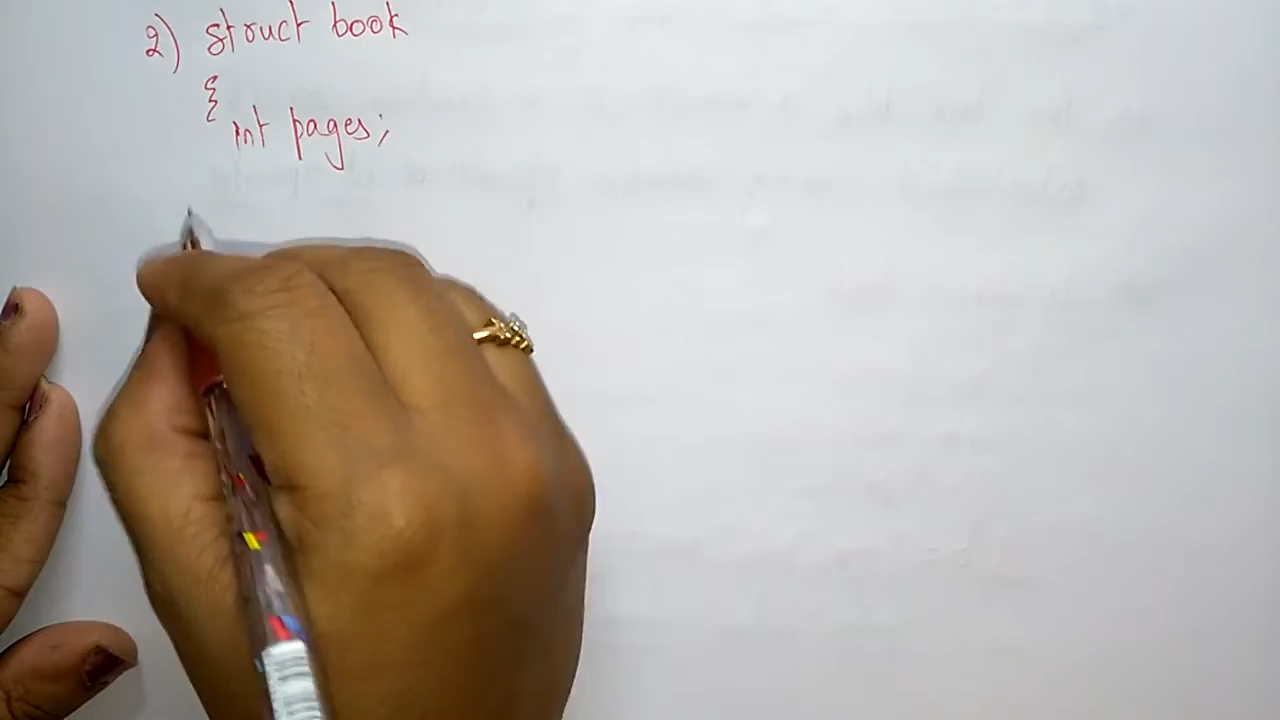 2) struct book
{
int pages;